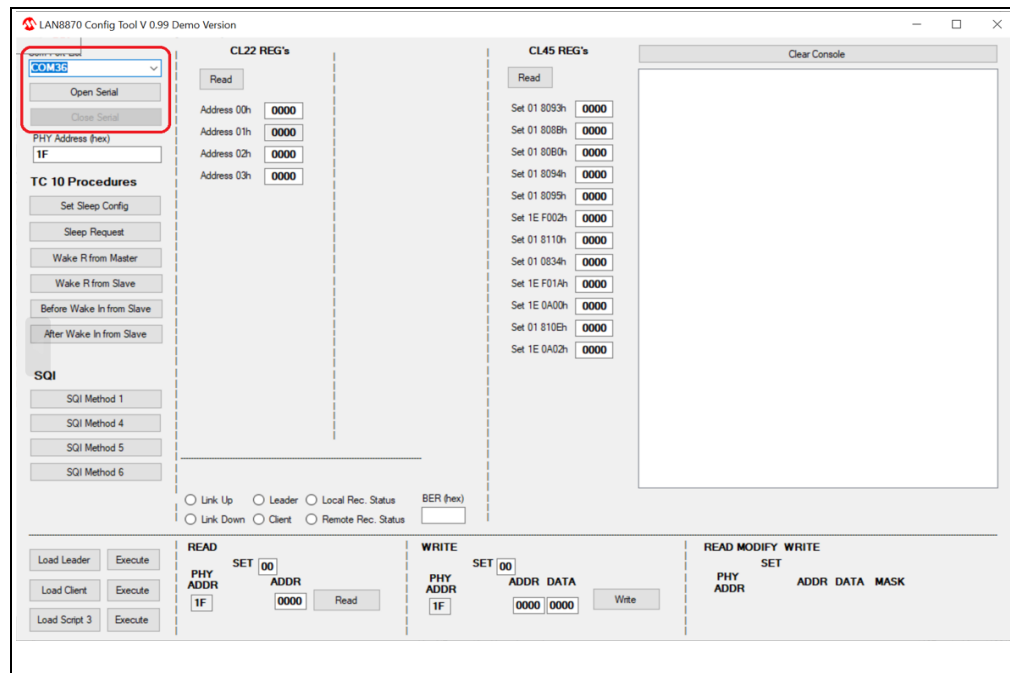 LAN8870 Config Tool V 0.99 Demo Version
COM36
Open Serial
Close Serial
PHY Address (hex)
1F
TC 10 Procedures
Set Sleep Config
Sleep Request
Wake R from Master
Wake R from Slave
Before Wake In from Slave
After Wake In from Slave
SQI
SQI Method 1
SQI Method 4
SQI Method 5
SQI Method 6
CL22 REG's
Read
Address 00h 0000
Address 01h 0000
Address 02h 0000
Address 03h 0000
CL45 REG's
Read
Set 01 8093h 0000
Set 01 808Bh 0000
Set 01 80B0h 0000
Set 01 8094h 0000
Set 01 8095h 0000
Set 1E F002h 0000
Set 01 8110h 0000
Set 01 0834h 0000
Set 1E F01Ah 0000
Set 1E 0A00h 0000
Set 01 810Eh 0000
Set 1E 0A02h 0000
Clear Console
Link Up Leader Local Rec. Status BER (hex)
Link Down Client Remote Rec. Status
Load Leader Execute
Load Client Execute
Load Script 3 Execute
READ
SET 00
PHY ADDR
ADDR
1F 0000 Read
WRITE
SET 00
PHY ADDR
ADDR DATA
1F 0000 0000 Write
READ MODIFY WRITE
SET
PHY ADDR
ADDR DATA MASK